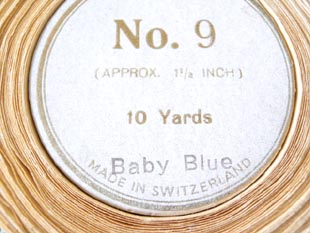 No. 9
(APPROX. 1½ INCH)
10 Yards
Baby Blue
MADE IN SWITZERLAND